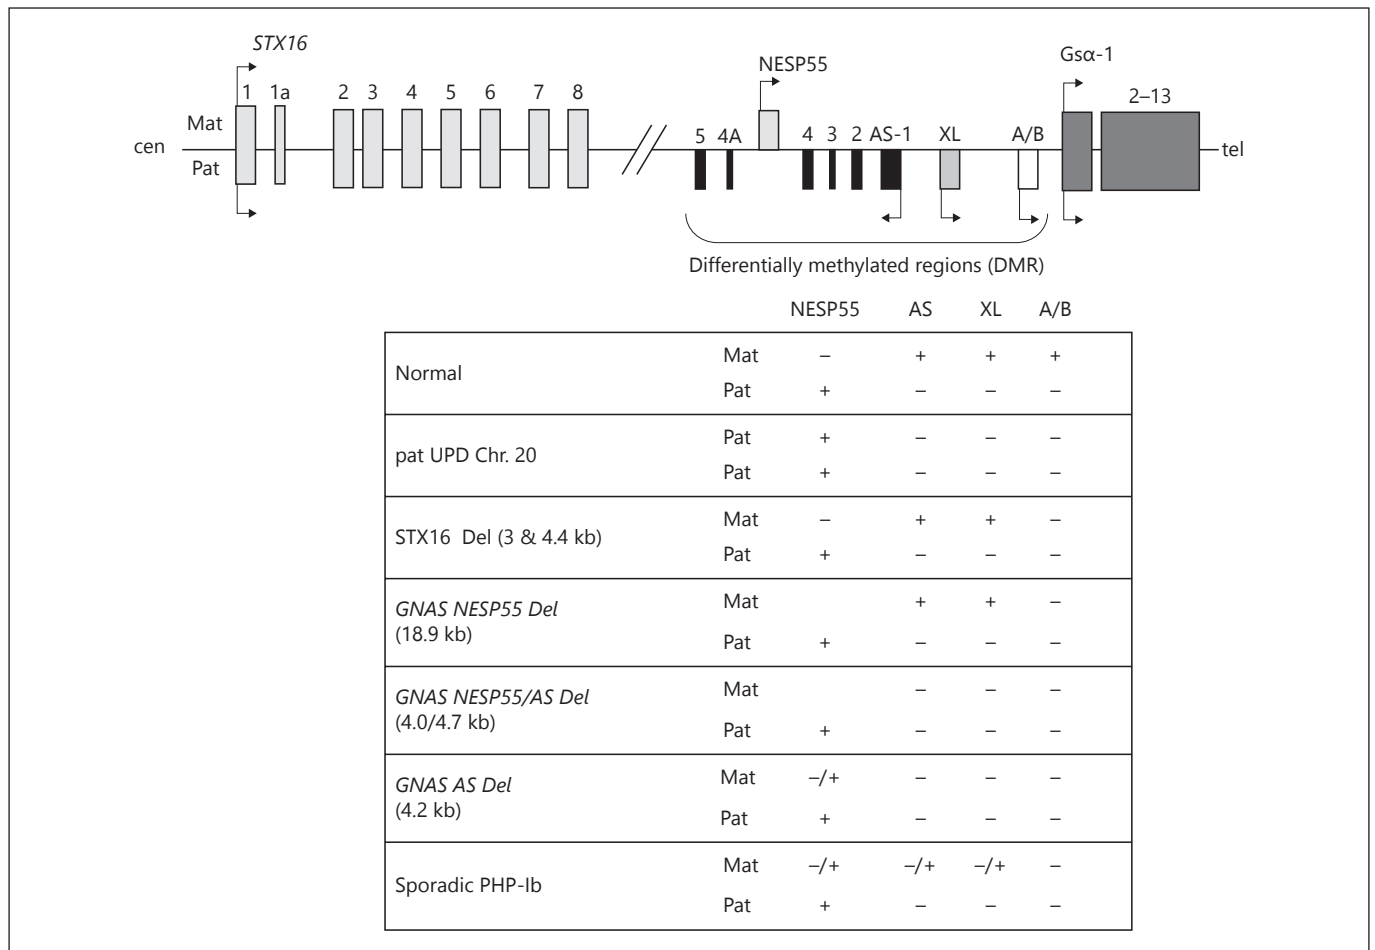 STX16
NESP55
Gsα-1
1 1a 2 3 4 5 6 7 8
2–13
5 4A 4 3 2 AS-1 XL A/B
Mat
cen
tel
Pat
Differentially methylated regions (DMR)
NESP55 AS XL A/B
Normal
Mat – + + +
Pat + – – –
pat UPD Chr. 20
Pat + – – –
Pat + – – –
STX16 Del (3 & 4.4 kb)
Mat – + + –
Pat + – – –
GNAS NESP55 Del
(18.9 kb)
Mat + + –
Pat + – – –
GNAS NESP55/AS Del
(4.0/4.7 kb)
Mat – – –
Pat + – – –
GNAS AS Del
(4.2 kb)
Mat –/+ – – –
Pat + – – –
Sporadic PHP-Ib
Mat –/+ –/+ –/+ –
Pat + – – –